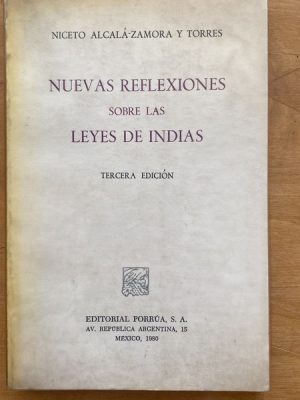 NICETO ALCALÁ-ZAMORA Y TORRES
NUEVAS REFLEXIONES
SOBRE LAS
LEYES DE INDIAS
TERCERA EDICIÓN
EDITORIAL PORRÚA, S. A.
AV. REPÚBLICA ARGENTINA, 15
MÉXICO, 1980